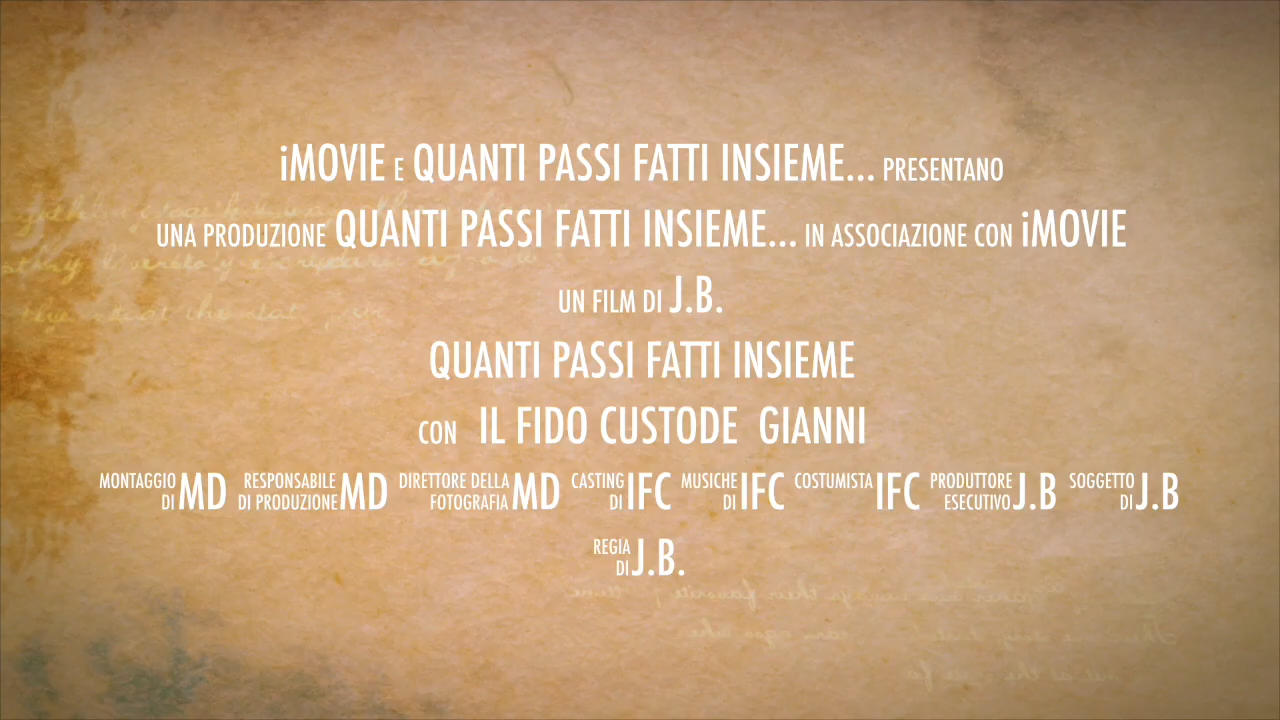 iMOVIE E QUANTI PASSI FATTI INSIEME... PRESENTANO
UNA PRODUZIONE QUANTI PASSI FATTI INSIEME... IN ASSOCIAZIONE CON iMOVIE
UN FILM DI J.B.
QUANTI PASSI FATTI INSIEME
CON IL FIDO CUSTODE GIANNI
MONTAGGIO DI MD RESPONSABILE DI PRODUZIONE MD DIRETTORE DELLA FOTOGRAFIA MD CASTING DI IFC MUSICHE DI IFC COSTUMISTA IFC PRODUTTORE ESECUTIVO J.B SOGGETTO DI J.B
REGIA DI J.B.